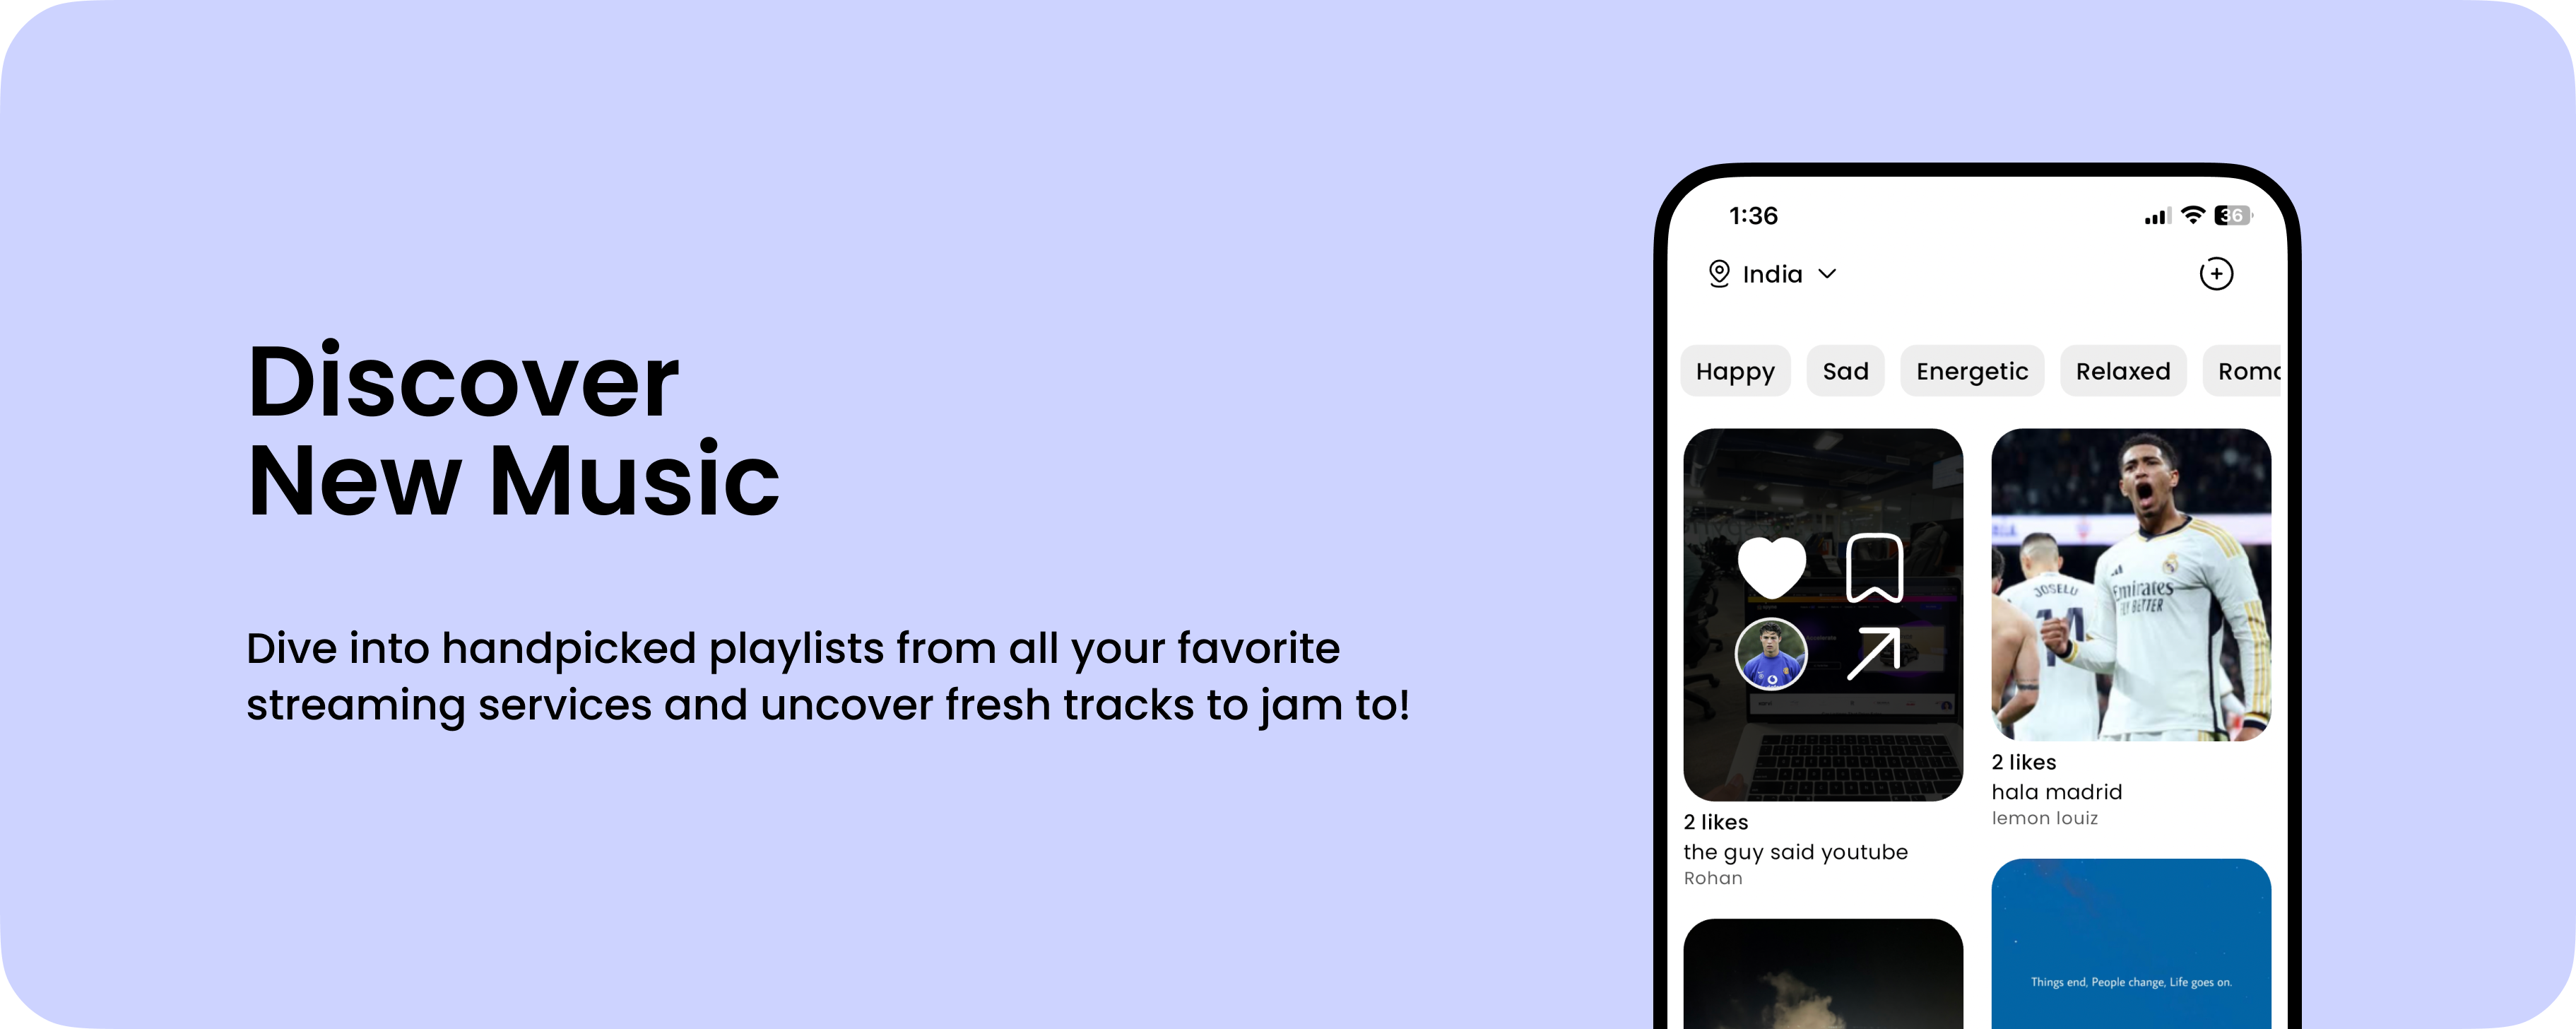 Discover
New Music
Dive into handpicked playlists from all your favorite
streaming services and uncover fresh tracks to jam to!
1:36
36
India
Happy
Sad
Energetic
Relaxed
Roma
JOSELU
14
Emirates
FLY BETTER
2 likes
the guy said youtube
Rohan
2 likes
hala madrid
lemon louiz
Things end, People change, Life goes on.